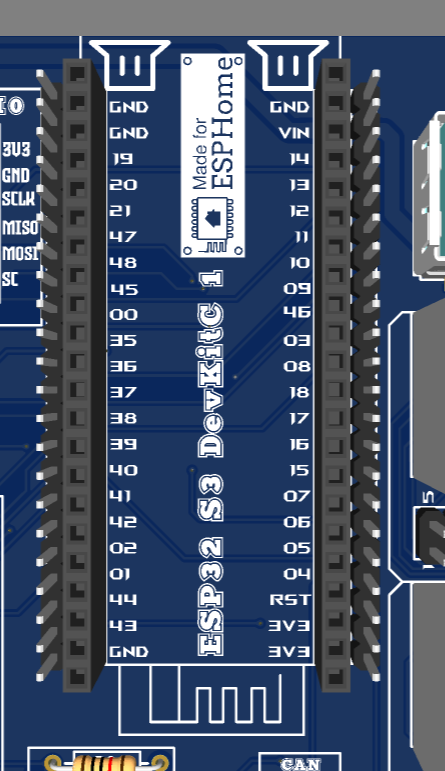 Made for
ESPHome
ESP32 S3 DevKitC 1
GND GND
GND VIN
19 14
20 13
21 12
47 11
48 10
45 09
00 46
35 03
36 08
37 18
38 17
39 16
40 15
41 07
42 06
02 05
01 04
44 RST
43 3V3
GND 3V3
3V3
GND
SCLK
MISO
MOSI
SC
CAN